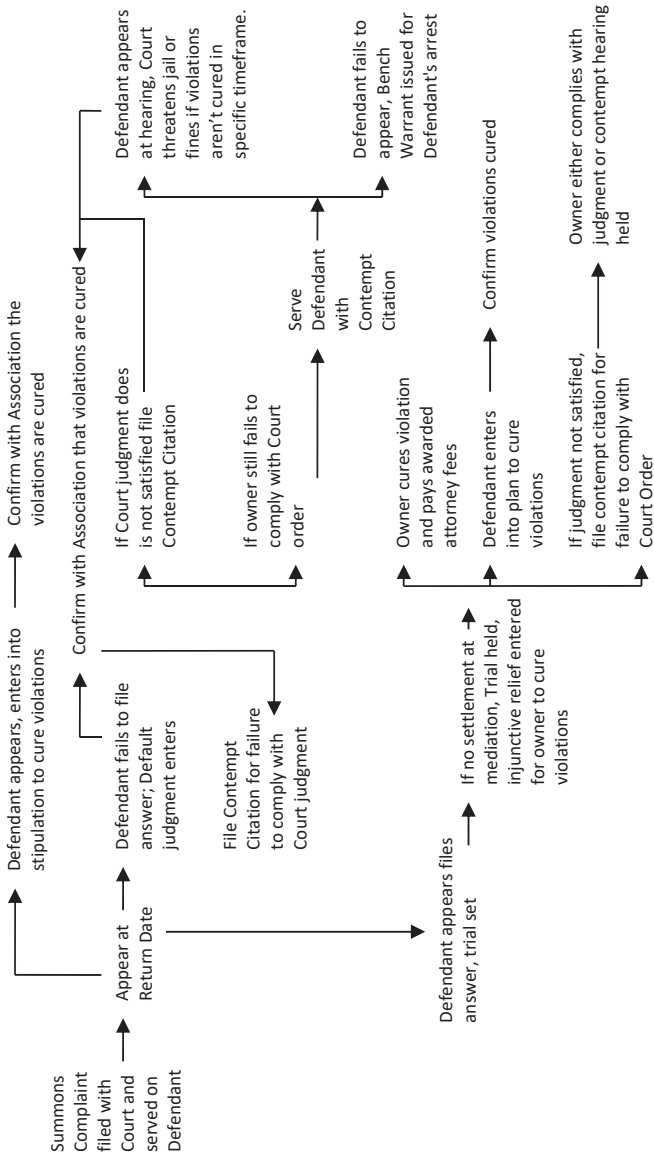 Summons
Complaint
filed with
Court and
served on
Defendant
Appear at
Return Date
Defendant appears, enters into
stipulation to cure violations
Confirm with Association the
violations are cured
Defendant fails to file
answer; Default
judgment enters
Confirm with Association that violations are cured
File Contempt
Citation for failure
to comply with
Court judgment
If Court judgment does
is not satisfied file
Contempt Citation
If owner still fails to
comply with Court
order
Serve
Defendant
with
Contempt
Citation
Defendant appears
at hearing, Court
threatens jail or
fines if violations
aren't cured in
specific timeframe.
Defendant fails to
appear, Bench
Warrant issued for
Defendant's arrest
Defendant appears files
answer, trial set
If no settlement at
mediation, Trial held,
injunctive relief entered
for owner to cure
violations
Owner cures violation
and pays awarded
attorney fees
Defendant enters
into plan to cure
violations
Confirm violations cured
If judgment not satisfied,
file contempt citation for
failure to comply with
Court Order
Owner either complies with
judgment or contempt hearing
held